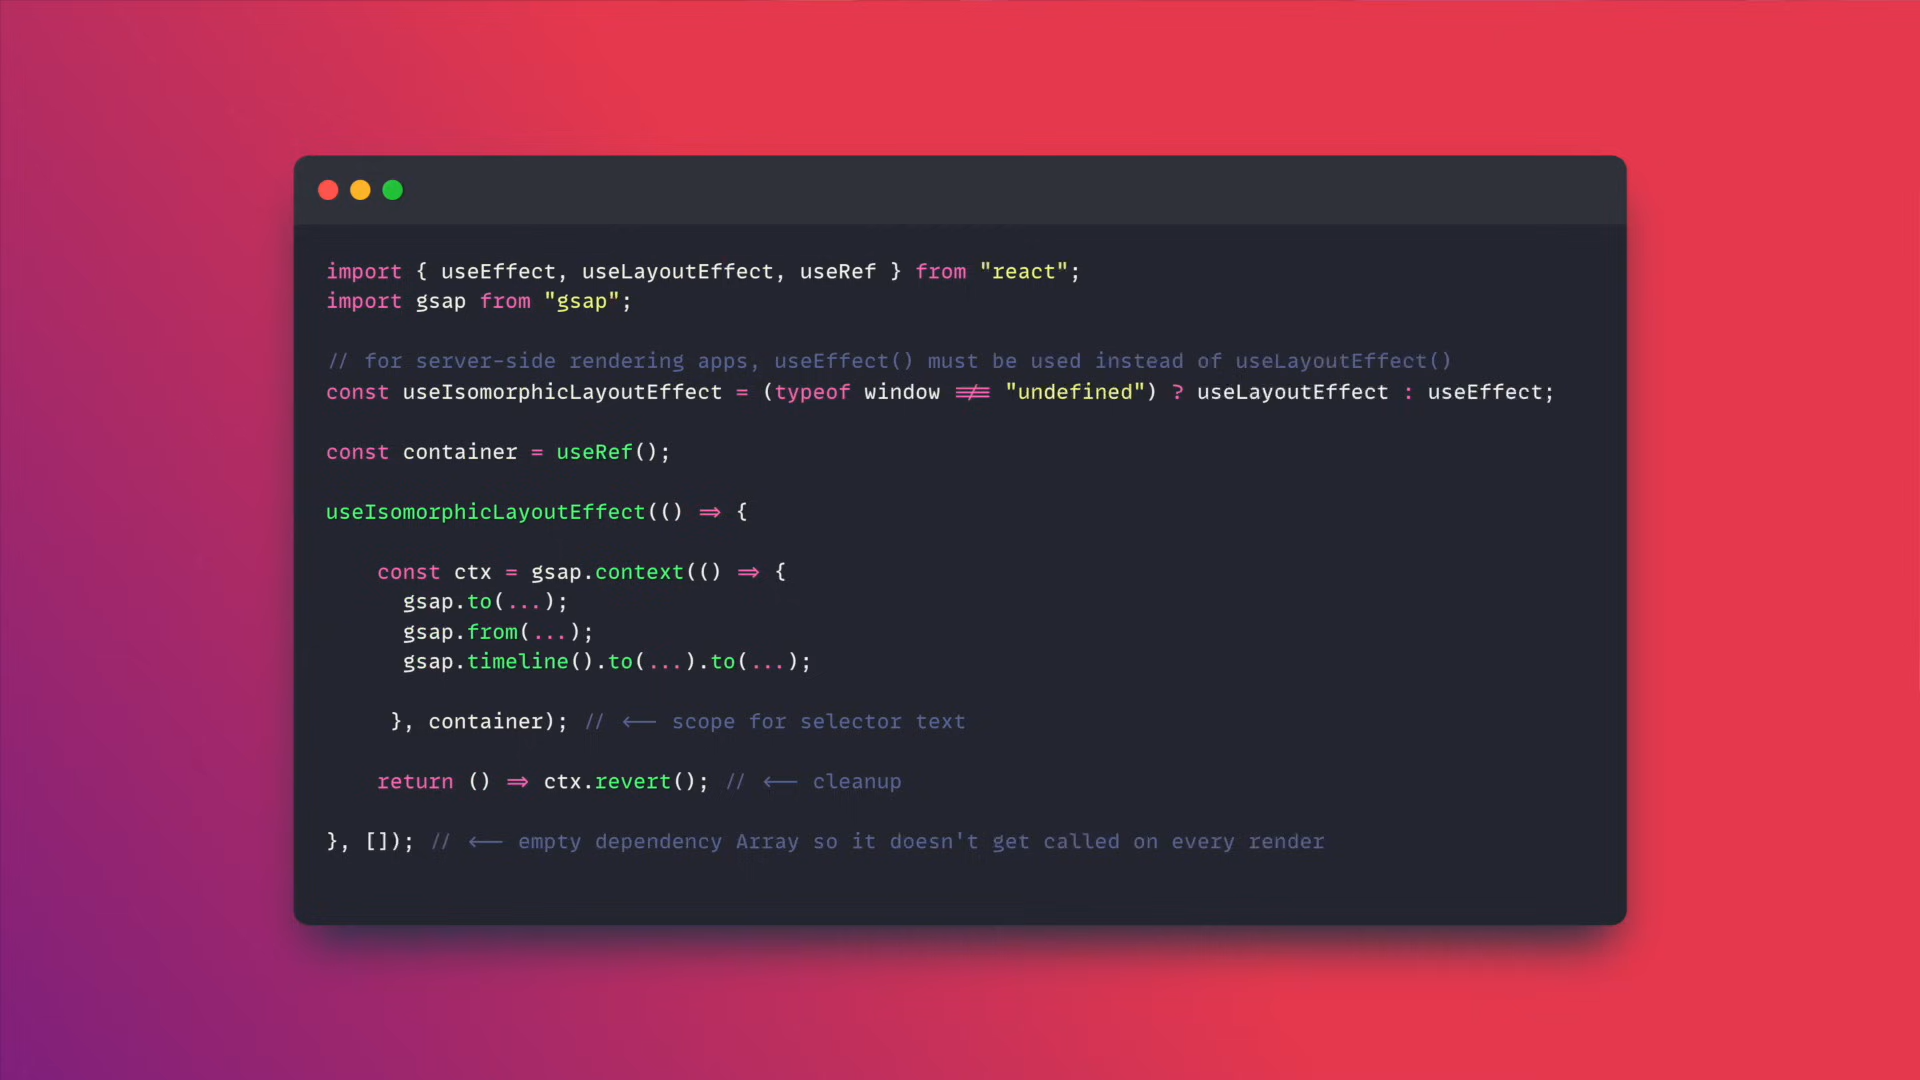 import { useEffect, useLayoutEffect, useRef } from "react";
import gsap from "gsap";
// for server-side rendering apps, useEffect() must be used instead of useLayoutEffect()
const useIsomorphicLayoutEffect = (typeof window !== "undefined") ? useLayoutEffect : useEffect;
const container = useRef();
useIsomorphicLayoutEffect(() => {
const ctx = gsap.context(() => {
gsap.to(...);
gsap.from(...);
gsap.timeline().to(...).to(...);
}, container); // <-- scope for selector text
return () => ctx.revert(); // <-- cleanup
}, []); // <-- empty dependency Array so it doesn't get called on every render